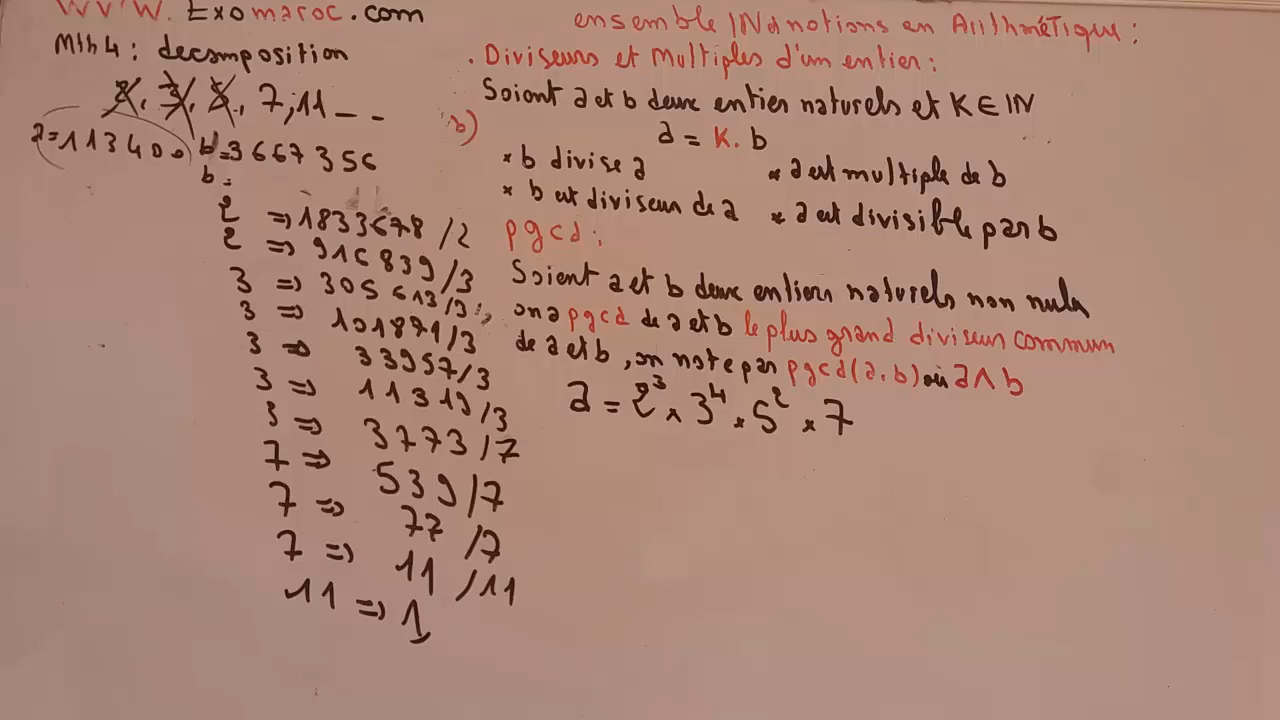 www.Exomaroc.com
Mth4: decomposition
2, 3, 5, 7, 11 _ _
a=113400 b=3667356
b=
2 => 1833678/2
2 => 916839/3
3 => 305613/3
3 => 101871/3
3 => 33957/3
3 => 11319/3
3 => 3773/7
7 => 539/7
7 => 77/7
7 => 11/11
11 => 1
ensemble IN notions en Arithmétique:
. Diviseurs et Multiples d'un entier:
Soient a et b deux entier naturels et K∈IN
a = K. b
* b divise a * a est multiple de b
* b est diviseur de a * a est divisible par b
pgcd:
Soient a et b deux entiers naturels non nuls
on a pgcd de a et b le plus grand diviseur commun
de a et b, on note par pgcd(a.b) où a∧b
a = 2³ × 3⁴ × 5² × 7